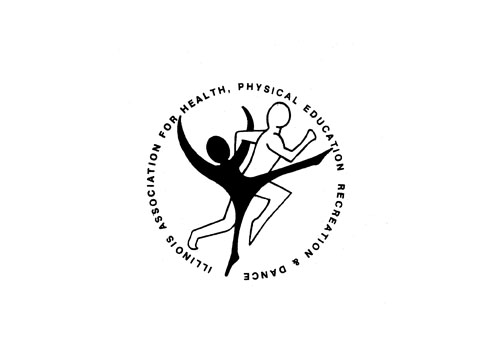 ILLINOIS ASSOCIATION FOR HEALTH, PHYSICAL EDUCATION RECREATION & DANCE